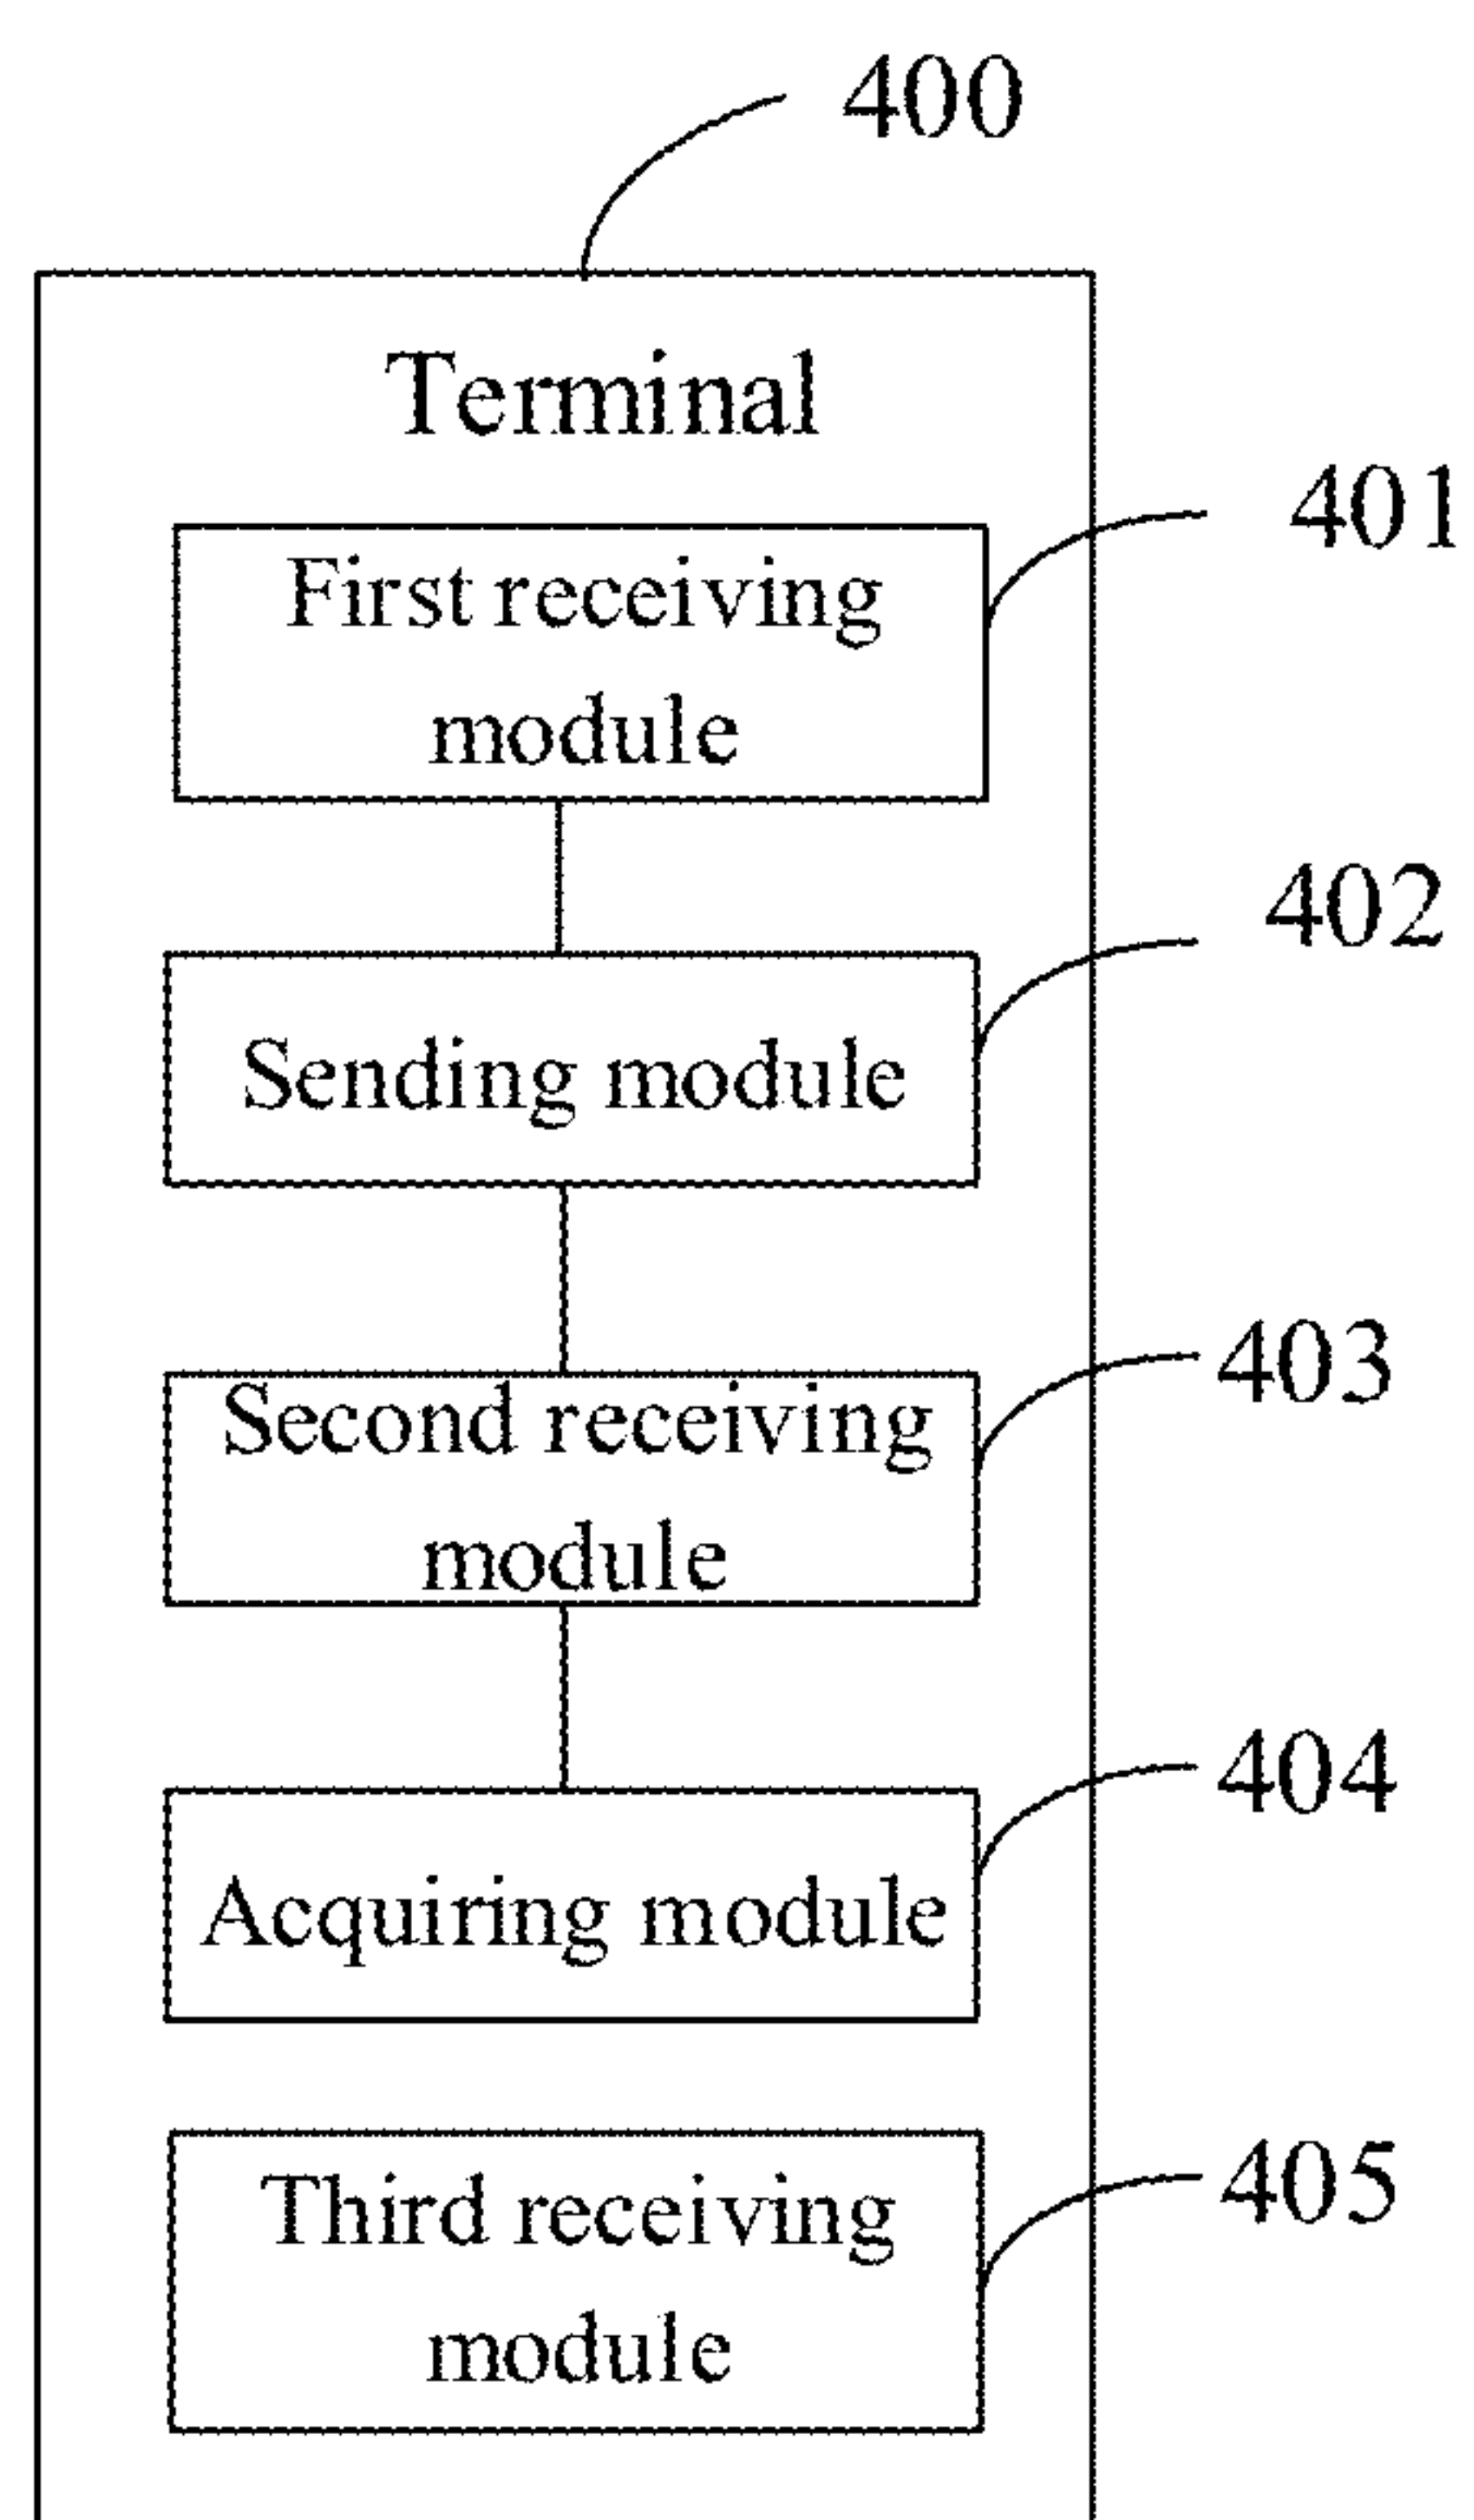 400
Terminal
401
First receiving
module
402
Sending module
403
Second receiving
module
404
Acquiring module
405
Third receiving
module